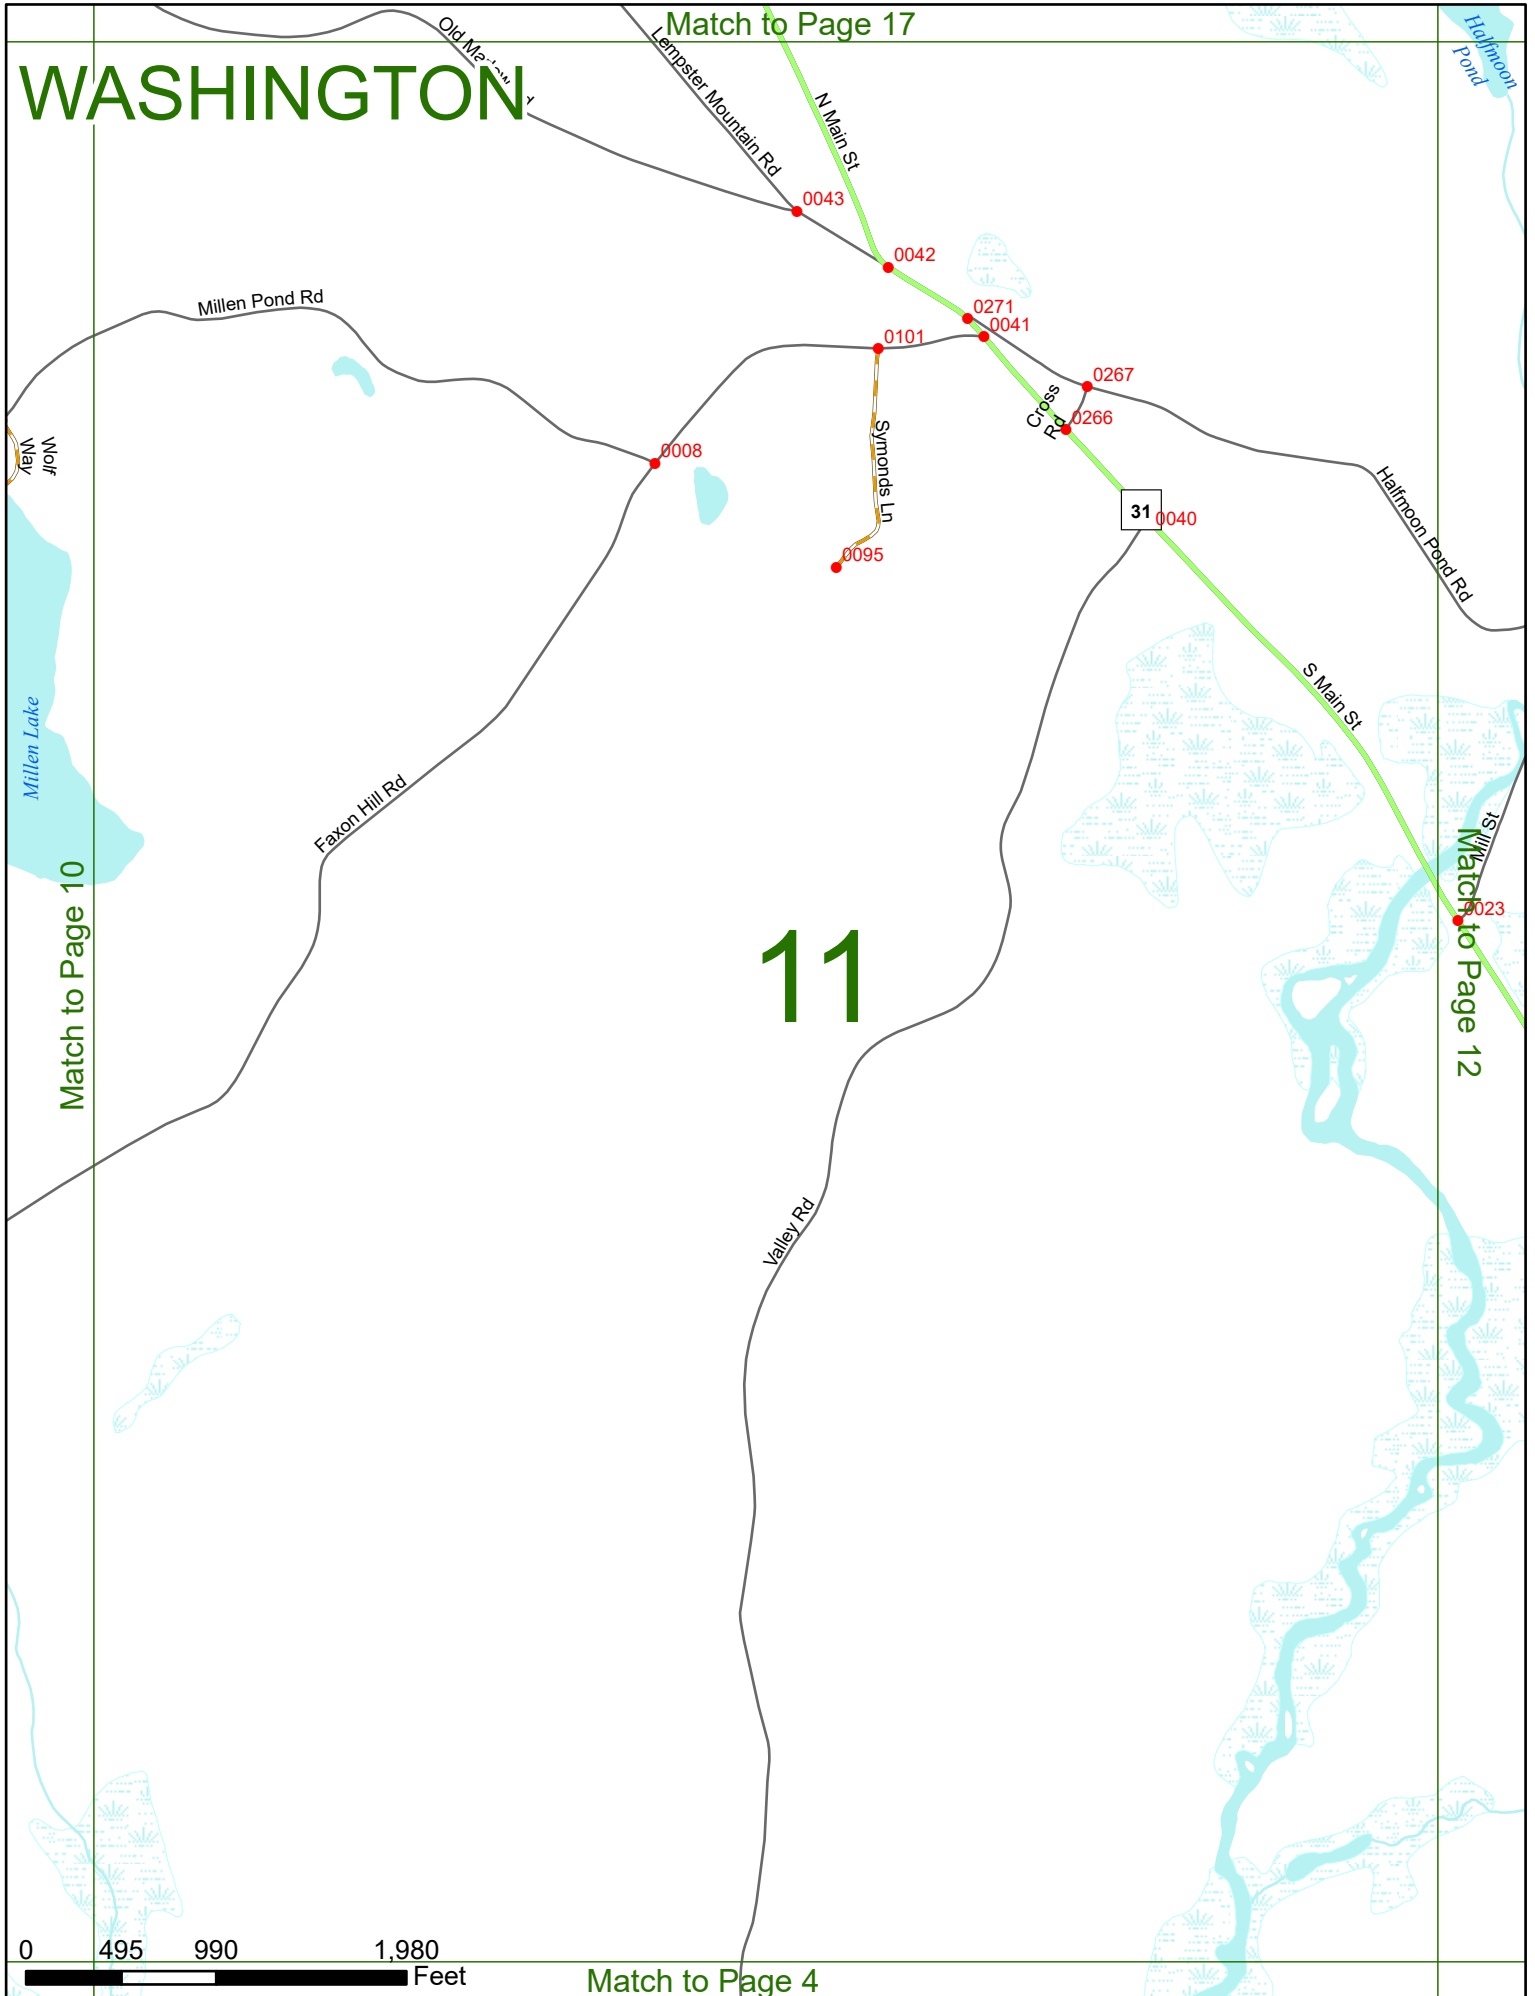 Match to Page 17
Halfmoon
Pond
WASHINGTON
Lempster Mountain Rd
N Main St
0043
0042
Millen Pond Rd
0271
0041
0101
0267
Cross
Rd
0266
Wolf
Way
0008
Symonds Ln
Halfmoon Pond Rd
31
0040
0095
S Main St
Millen Lake
Faxon Hill Rd
Mill St
Match to Page 10
0023
11
Match to Page 12
Valley Rd
0 495 990 1,980
Feet
Match to Page 4